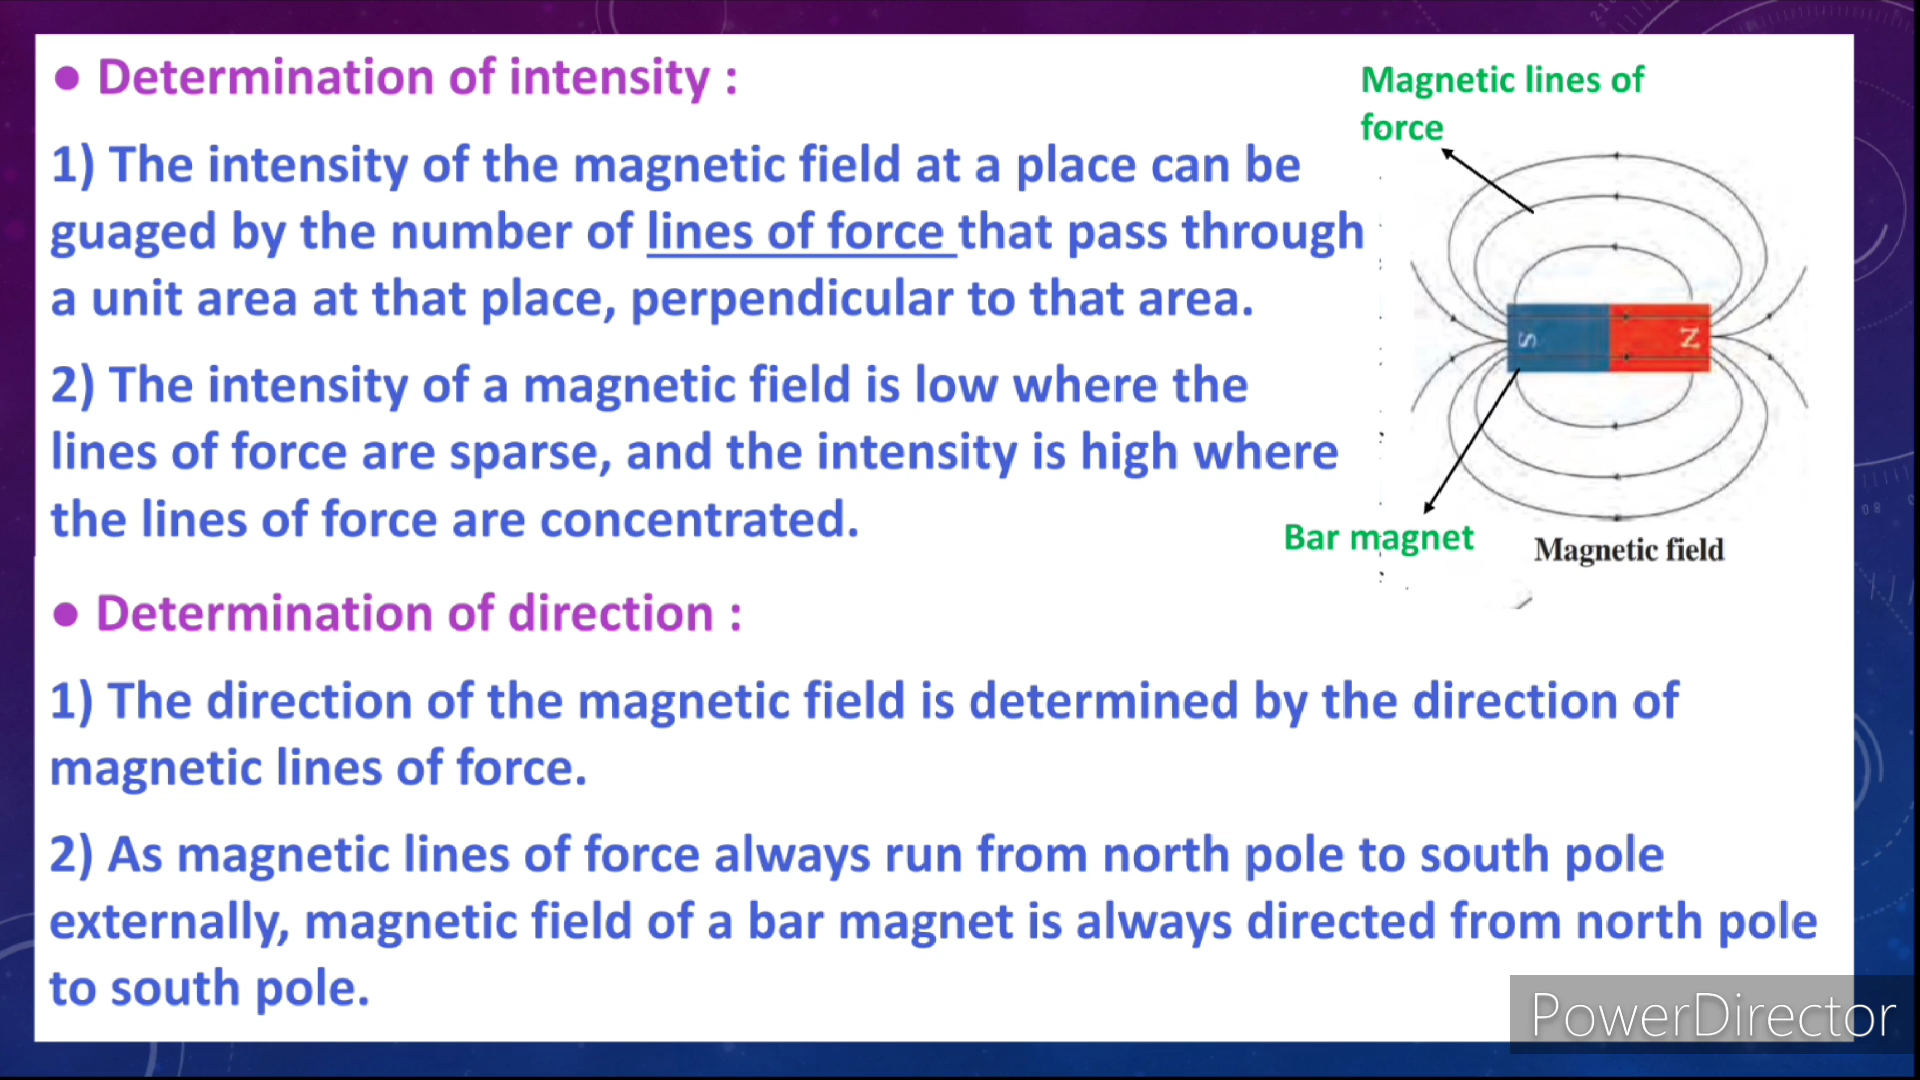 ● Determination of intensity :
1) The intensity of the magnetic field at a place can be
guaged by the number of lines of force that pass through
a unit area at that place, perpendicular to that area.
2) The intensity of a magnetic field is low where the
lines of force are sparse, and the intensity is high where
the lines of force are concentrated.
Magnetic lines of
force
S N
Bar magnet
Magnetic field
● Determination of direction :
1) The direction of the magnetic field is determined by the direction of
magnetic lines of force.
2) As magnetic lines of force always run from north pole to south pole
externally, magnetic field of a bar magnet is always directed from north pole
to south pole.
PowerDirector